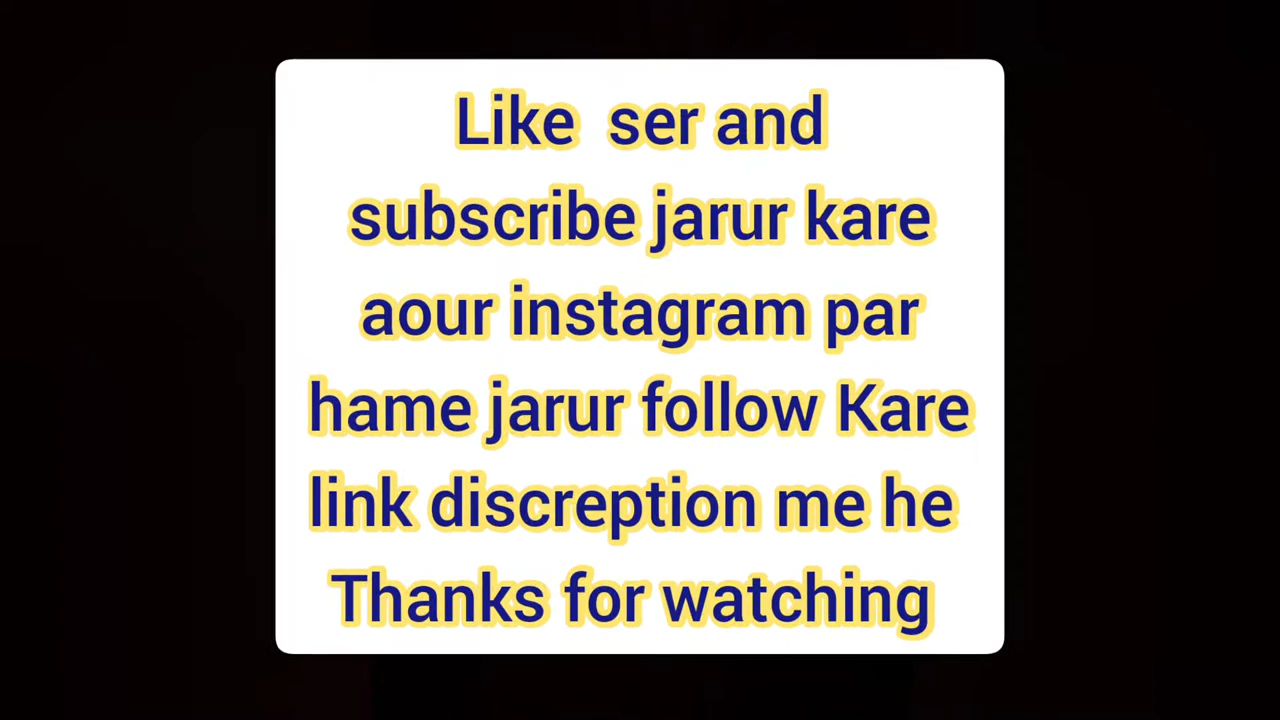 Like  ser and
subscribe jarur kare
aour instagram par
hame jarur follow Kare
link discreption me he
Thanks for watching